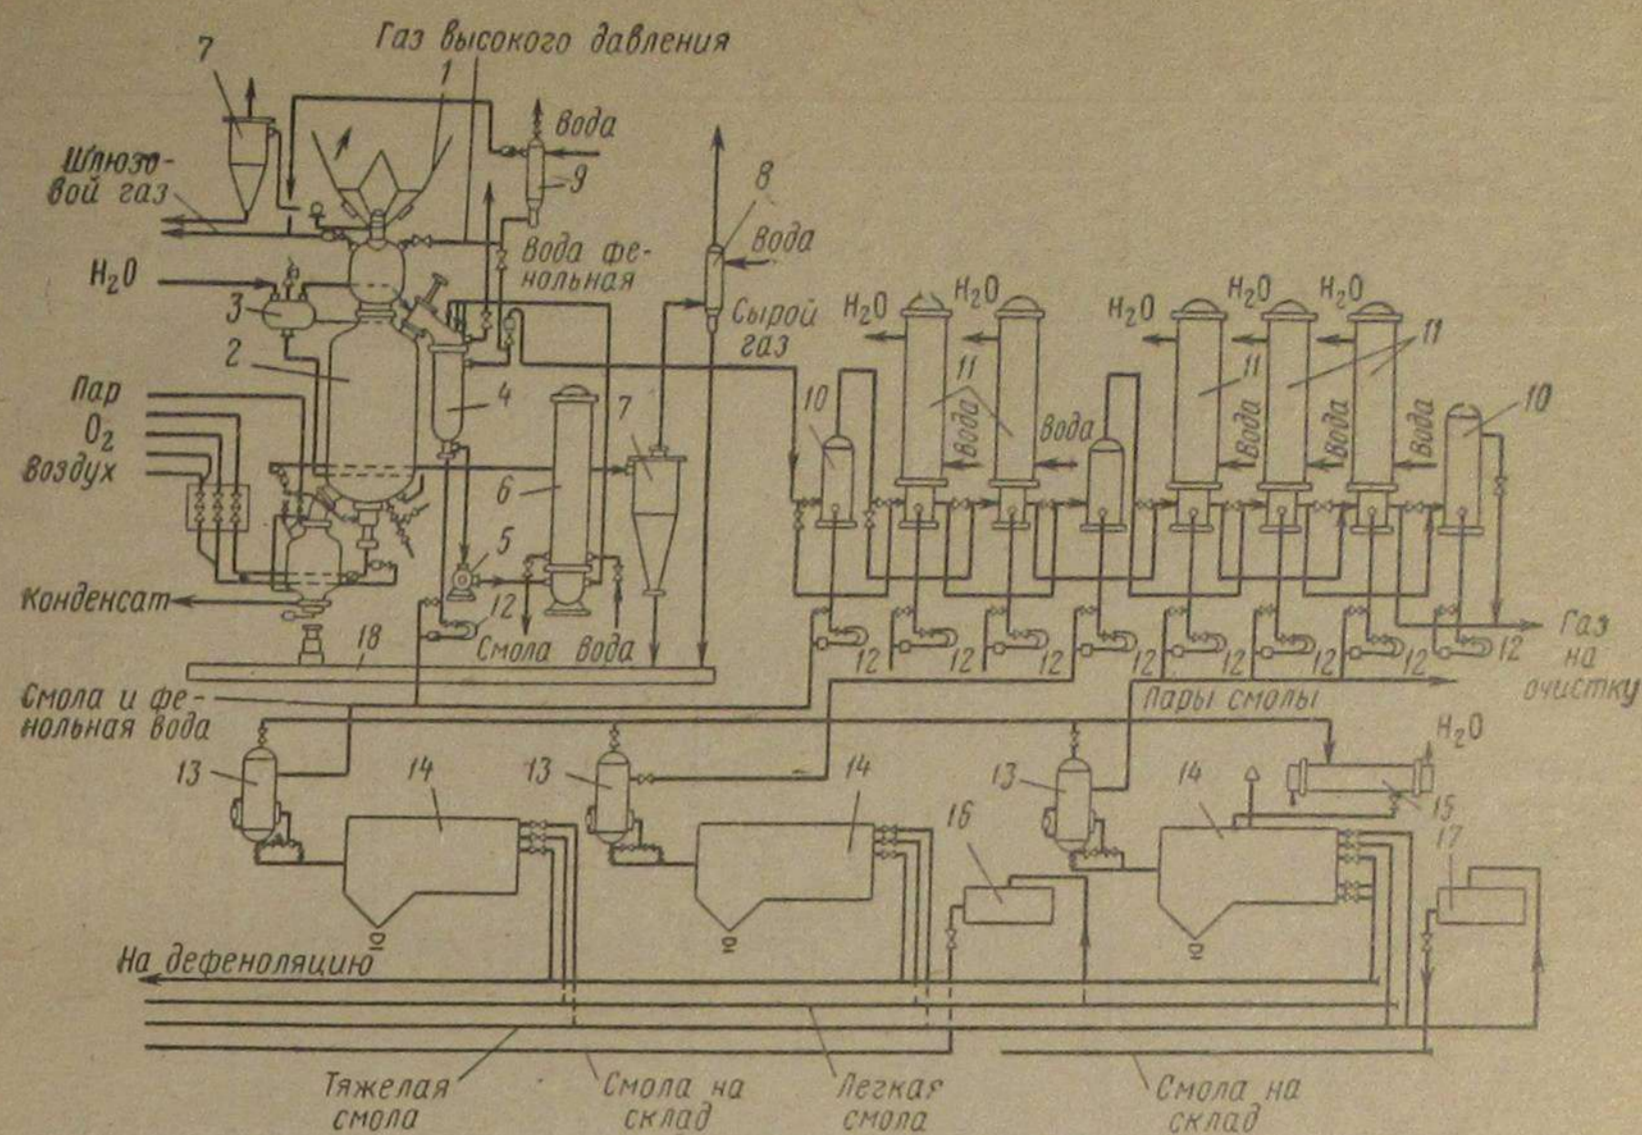 Газ высокого давления
7
1
Вода
Шлюзо-
вой газ
9
8
Вода фе-
нольная
Вода
H2O
3
Сырой
газ
H2O
H2O
H2O
H2O
H2O
2
4
7
10
11
11
11
10
Пар
O2
Воздух
6
Вода
Вода
Вода
Вода
Вода
5
Конденсат
12
Смола
Вода
18
12
12
12
12
12
12
12
12
Газ
на
очистку
Смола и фе-
нольная вода
Пары смолы
H2O
13
14
13
14
13
14
15
16
17
На дефеноляцию
Тяжелая
смола
Смола на
склад
Легкая
смола
Смола на
склад